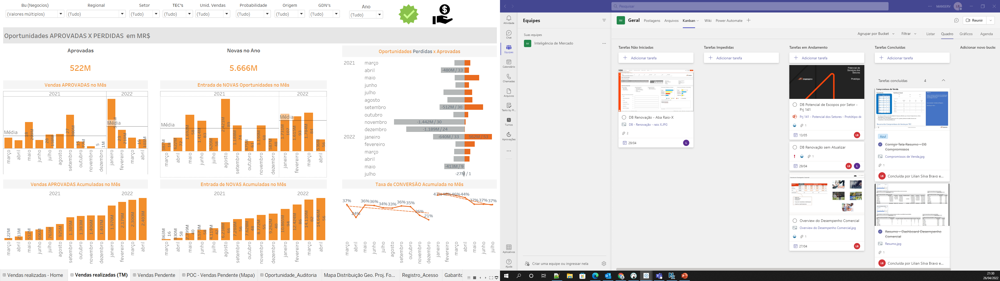 Bu (Negocios) Regional Setor TEC's Unid. Vendas Probabilidade Origem GDN's Ano
(Valores múltiplos) (Tudo) (Tudo) (Tudo) (Tudo) (Tudo) (Tudo) (Tudo) (Tudo)
Oportunidades APROVADAS X PERDIDAS em MR$
Aprovadas
522M
Novas no Ano
5.666M
Vendas APROVADAS no Mês
2021 2022
Média
Média
18
299M
28
158M
27
380M
15
77M
5
1M
23
210M
15
103M
março abril maio junho julho agosto setembro outubro novembro dezembro janeiro fevereiro março abril
Entrada de NOVAS Oportunidades no Mês
2021 2022
Média
Média
387M 18
622M 72
1.692M 58
1.414M 83
620M 58
2.421M 89
1.188M 74
475M 61
1.190M 68
587M 48
1.731M 107
1.615M 93
1.784M 84
536M 56
março abril maio junho julho agosto setembro outubro novembro dezembro janeiro fevereiro março abril
Oportunidades Perdidas x Aprovadas
2021 março
abril -480M / 33
maio
junho
julho
agosto
setembro -512M / 30
outubro
novembro -1.442M / 30
dezembro -1.189M / 24
2022 janeiro -640M / 33 562M / 53
fevereiro
março
abril
maio -413M / 9
julho -27M / 1
Vendas APROVADAS Acumuladas no Mês
2021 2022
122M 213M 512M 606M 763M 925M 1.305M 1.383M 1.406M 1.407M 1.970M 2.179M 2.300M 2.403M
março abril maio junho julho agosto setembro outubro novembro dezembro janeiro fevereiro março abril
Entrada de NOVAS Acumuladas no Mês
2021 2022
363M 16
830M 58
2.399M 40
3.573M 58
4.119M 42
6.238M 66
7.288M 56
7.628M 48
8.772M 55
9.262M 40
10.865M 94
12.424M 86
14.110M 82
14.646M 56
março abril maio junho julho agosto setembro outubro novembro dezembro janeiro fevereiro março abril
Taxa de CONVERSÃO Acumulada no Mês
37% 24% 36% 36% 34% 33% 36% 35% 26% 21% 47% 48% 46% 44% 37% 37% 37%
março abril maio junho julho agosto setembro outubro novembro dezembro janeiro fevereiro março abril maio junho julho
Vendas realizadas - Home Vendas realizadas (TM) Vendas Pendente POC - Vendas Pendente (Mapa) Oportunidade_Auditoria Mapa Distribuição Geo. Proj. Fo... Registro_Acesso Gabarito
Pesquisar
MANSERV LB
Atividade
Chat
Equipes
Calendário
Chamadas
Arquivos
Tasks by Pl...
Turnos
Aprovações
Aplicativos
Ajuda
Equipes
Suas equipes
IM Inteligência de Mercado
Criar uma equipe ou ingressar nela
IM Geral Postagens Arquivos Kanban Wiki Power Automate
Reunir
Agrupar por Bucket Filtrar Listar Quadro Gráficos Agenda
Tarefas Não Iniciadas
Adicionar tarefa
SIM
DB Renovação - Aba Raio-X
DB - Renovação - raio X.JPG
2
29/04 L
Tarefas Impedidas
Adicionar tarefa
Tarefas em Andamento
Adicionar tarefa
manserv
Potencial de
Serviços dos
Setores
Protótipo
DB Potencial de Escopos por Setor -
Prj 141
Prj 141 - Potencial dos Setores - Protótipo de
1
13/05 LB
DB Renovação sem Atualizar
1
29/04 LB L
Overview do Desempenho Comercial
Overview do Desempenho Comercial.jpg
1
27/04 LB
Tarefas Concluídas
Adicionar tarefa
Tarefas concluídas 4
Compromissos de Venda
Resumo dos Compromissos de Venda por TEC
Azul
Corrigir Tela Resumo - DB
Compromissos
Compromissos de Venda.jpg
1
LB Concluída por Lilian Silva Bravo e...
Resumo - Dashboard Desempenho
Comercial
Resumo.jpg
1
LB Concluída por Lilian Silva Bravo e...
Adicionar novo bucke
21:30
26/04/2022